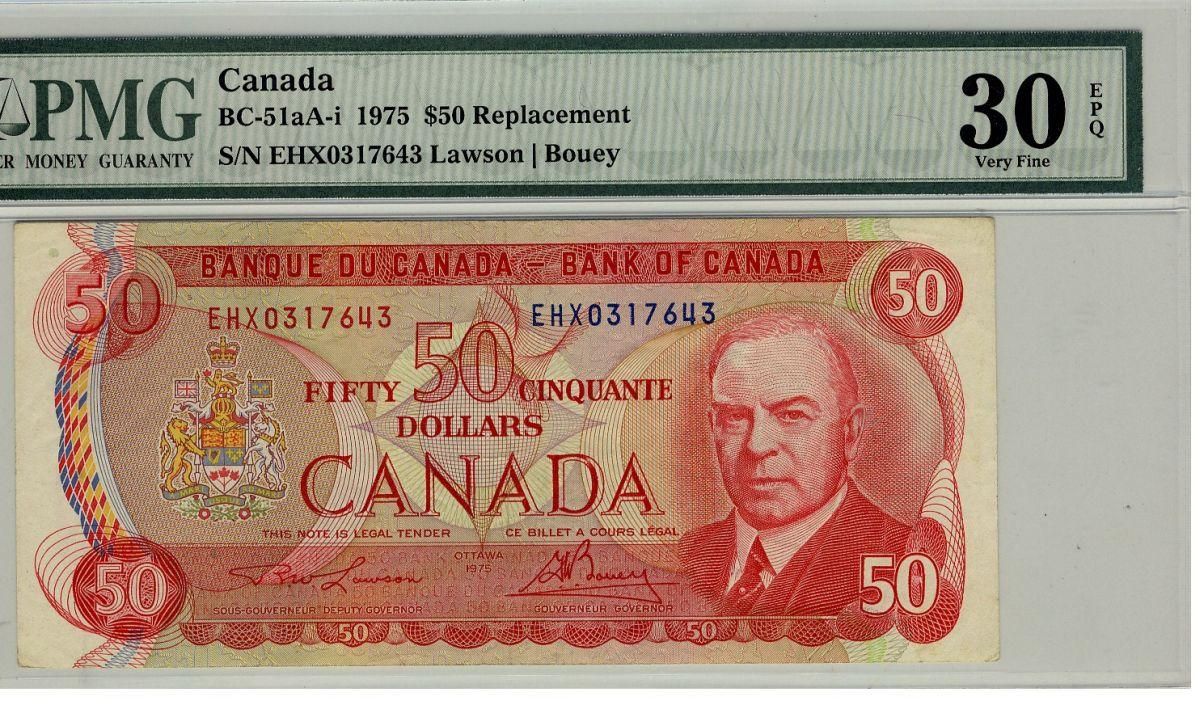 PMG
ER MONEY GUARANTY
Canada
BC-51aA-i 1975 $50 Replacement
S/N EHX0317643 Lawson | Bouey
30
EPQ
Very Fine
BANQUE DU CANADA – BANK OF CANADA
50
50
EHX0317643
EHX0317643
50
FIFTY CINQUANTE
DOLLARS
CANADA
THIS NOTE IS LEGAL TENDER CE BILLET A COURS LÉGAL
OTTAWA
1975
Lawson
Bouey
SOUS-GOUVERNEUR DEPUTY GOVERNOR
GOUVERNEUR GOVERNOR
50
50
50
50